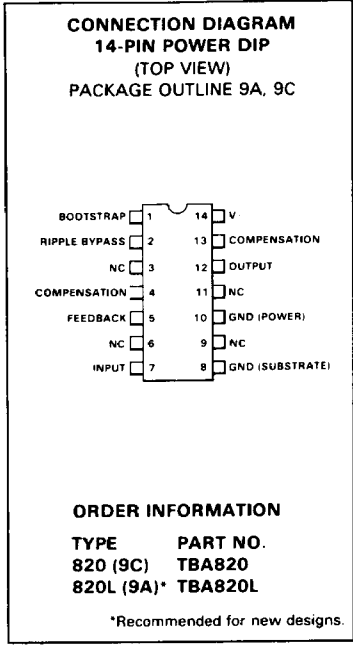 CONNECTION DIAGRAM
14-PIN POWER DIP
(TOP VIEW)
PACKAGE OUTLINE 9A, 9C
BOOTSTRAP 1 14 V
RIPPLE BYPASS 2 13 COMPENSATION
NC 3 12 OUTPUT
COMPENSATION 4 11 NC
FEEDBACK 5 10 GND (POWER)
NC 6 9 NC
INPUT 7 8 GND (SUBSTRATE)
ORDER INFORMATION
TYPE PART NO.
820 (9C) TBA820
820L (9A)* TBA820L
*Recommended for new designs.